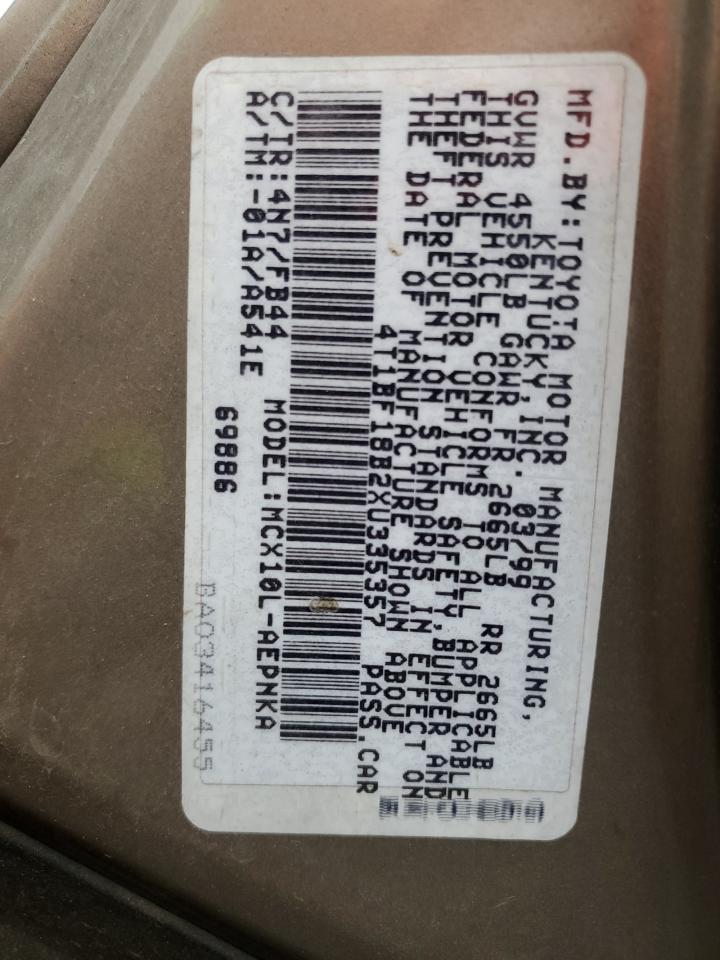 MFD.BY:TOYOTA MOTOR MANUFACTURING,
KENTUCKY,INC. 03/99
GVWR 4550LB GAWR FR 2665LB RR 2665LB
THIS VEHICLE CONFORMS TO ALL APPLICABLE
FEDERAL MOTOR VEHICLE SAFETY,BUMPER AND
THEFT PREVENTION STANDARDS IN EFFECT ON
THE DATE OF MANUFACTURE SHOWN ABOVE
4T1BF18B2XU335357 PASS.CAR
C/TR:4N7/FB44 MODEL:MCX10L-AEPNKA
A/TM:-01A/A541E
69886
BA03416455